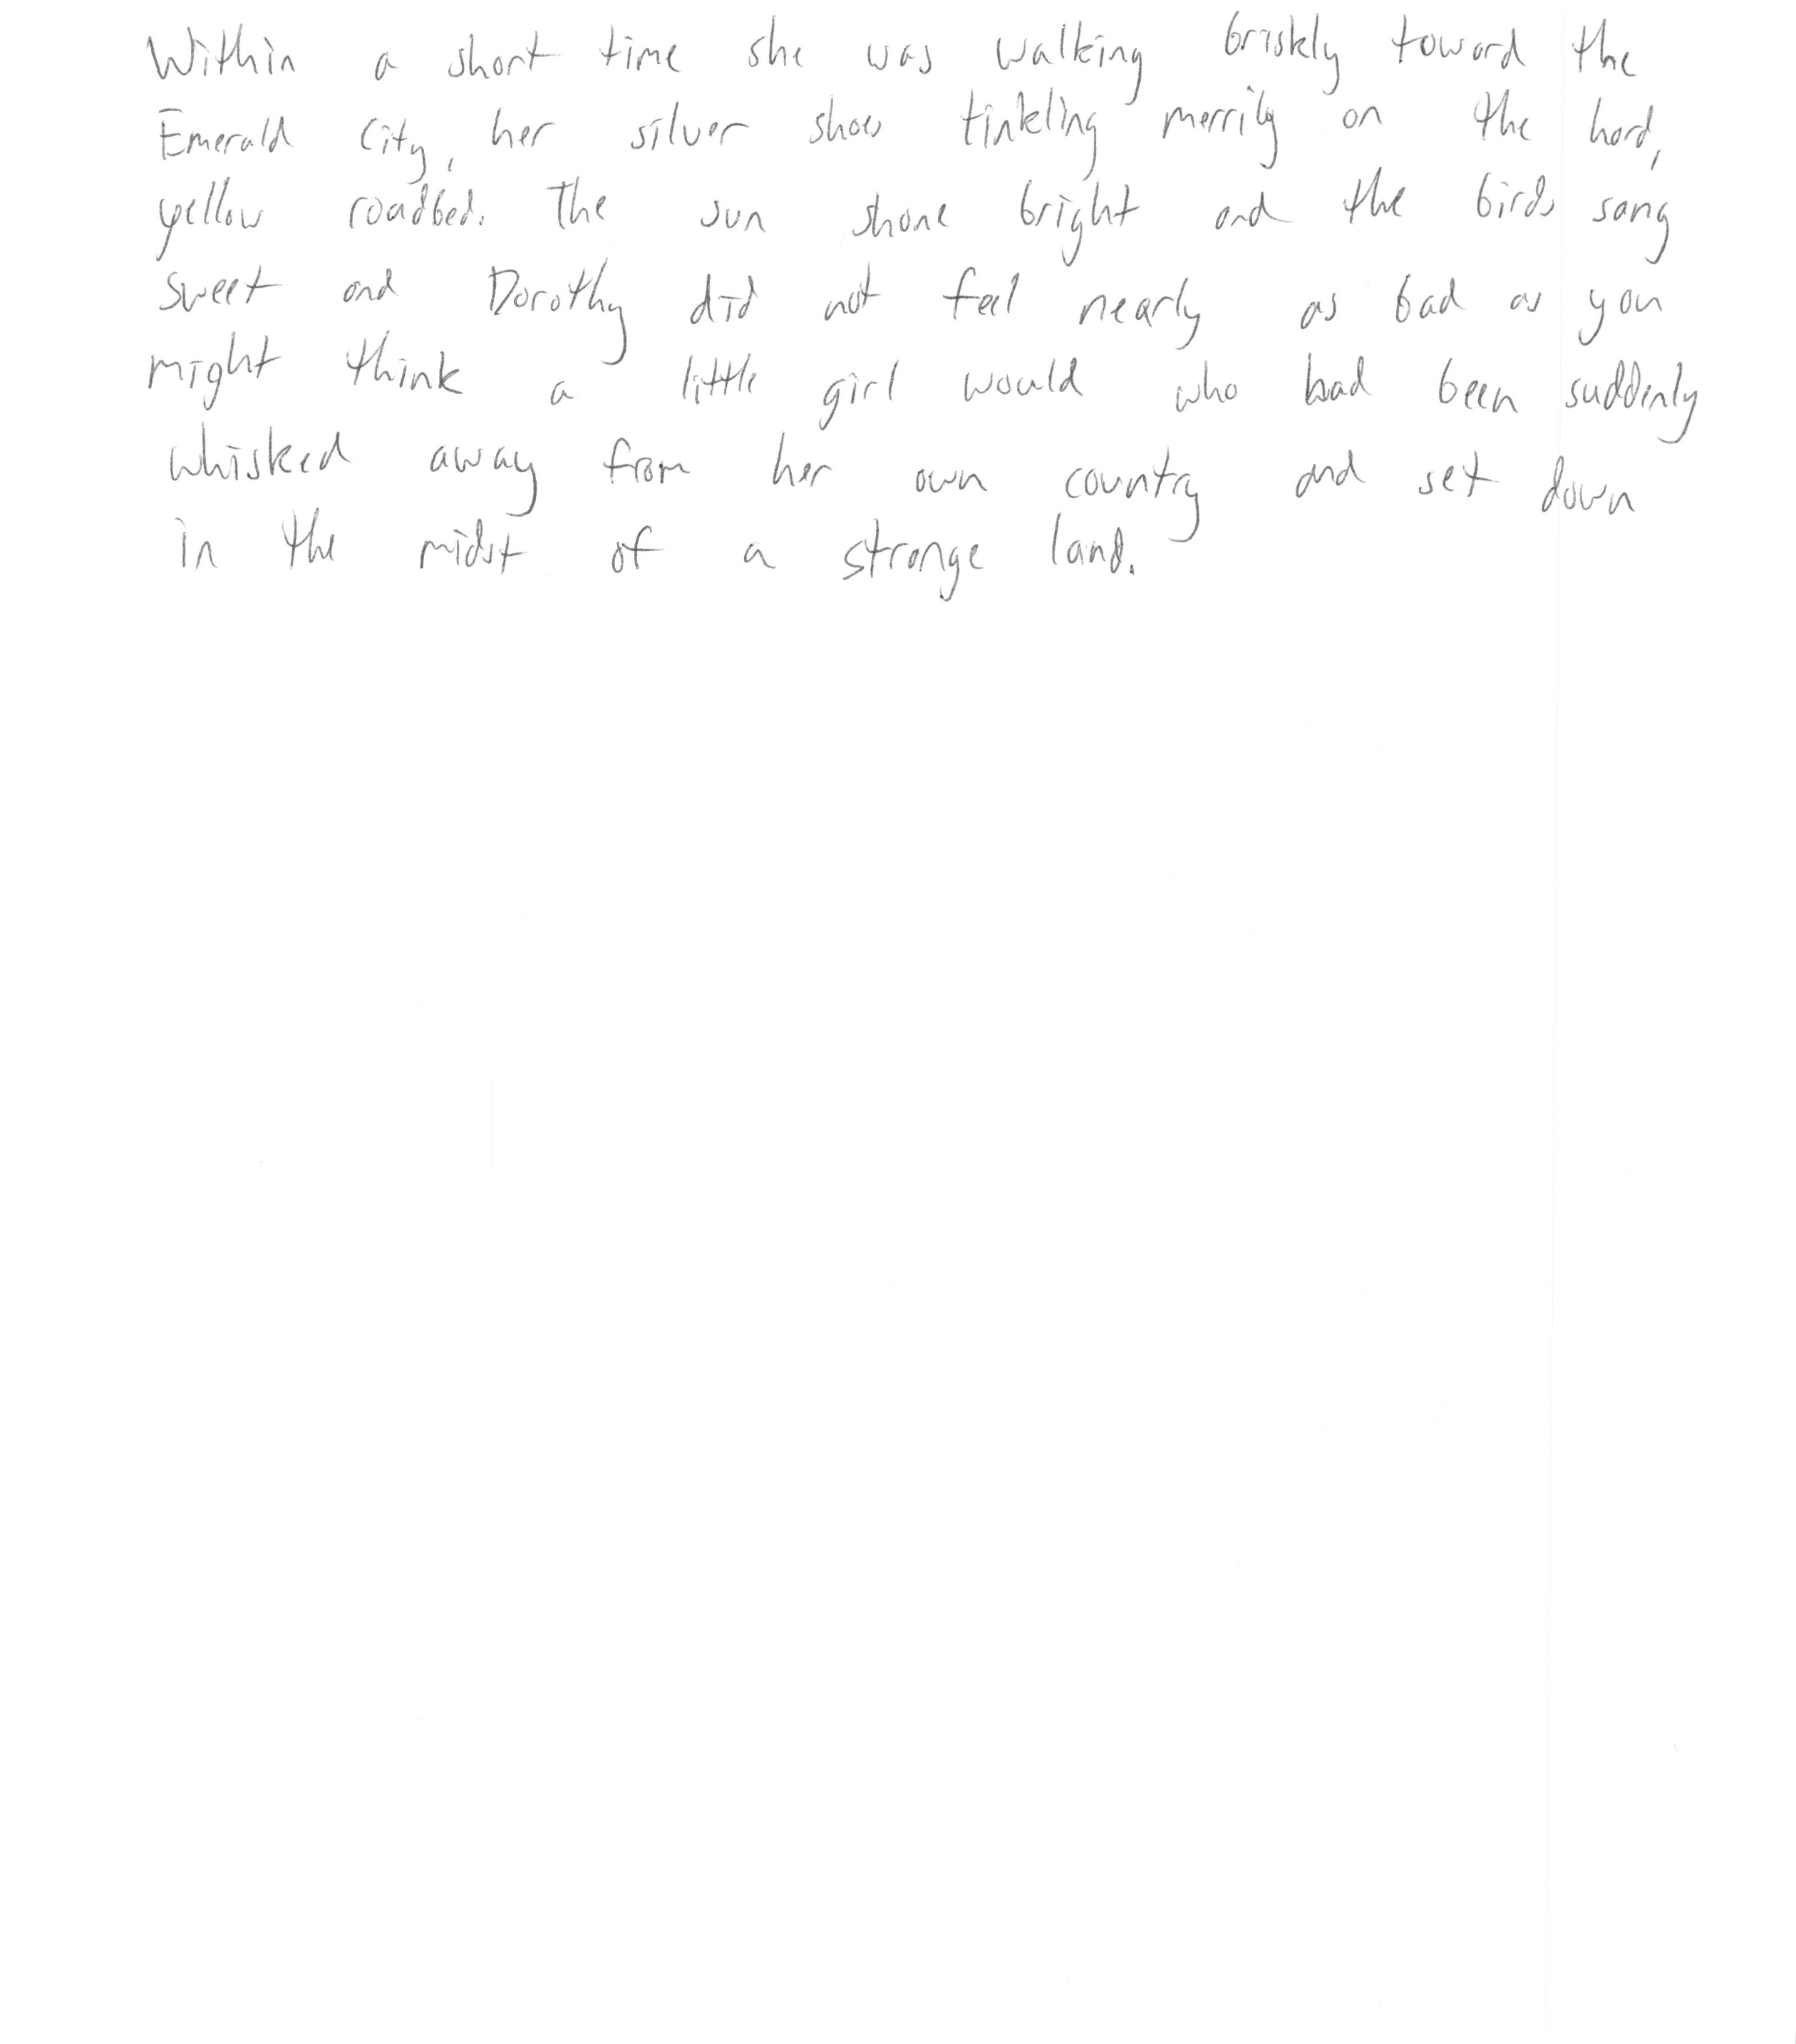 Within a short time she was walking briskly toward the
Emerald City, her silver shoes tinkling merrily on the hard,
yellow roadbed. The sun shone bright and the birds sang
sweet and Dorothy did not feel nearly as bad as you
might think a little girl would who had been suddenly
whisked away from her own country and set down
in the midst of a strange land.